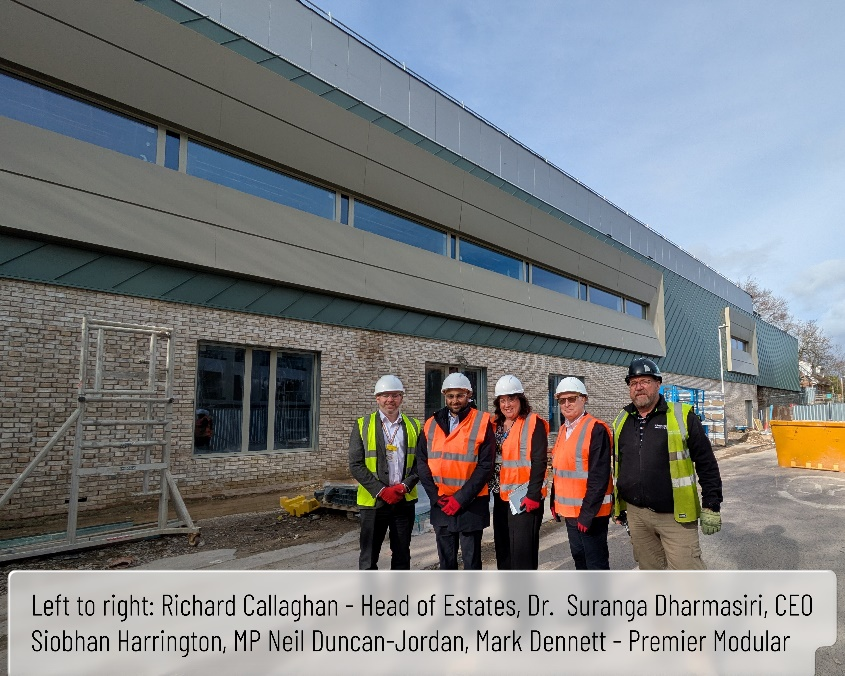 Left to right: Richard Callaghan - Head of Estates, Dr. Suranga Dharmasiri, CEO
Siobhan Harrington, MP Neil Duncan-Jordan, Mark Dennett - Premier Modular